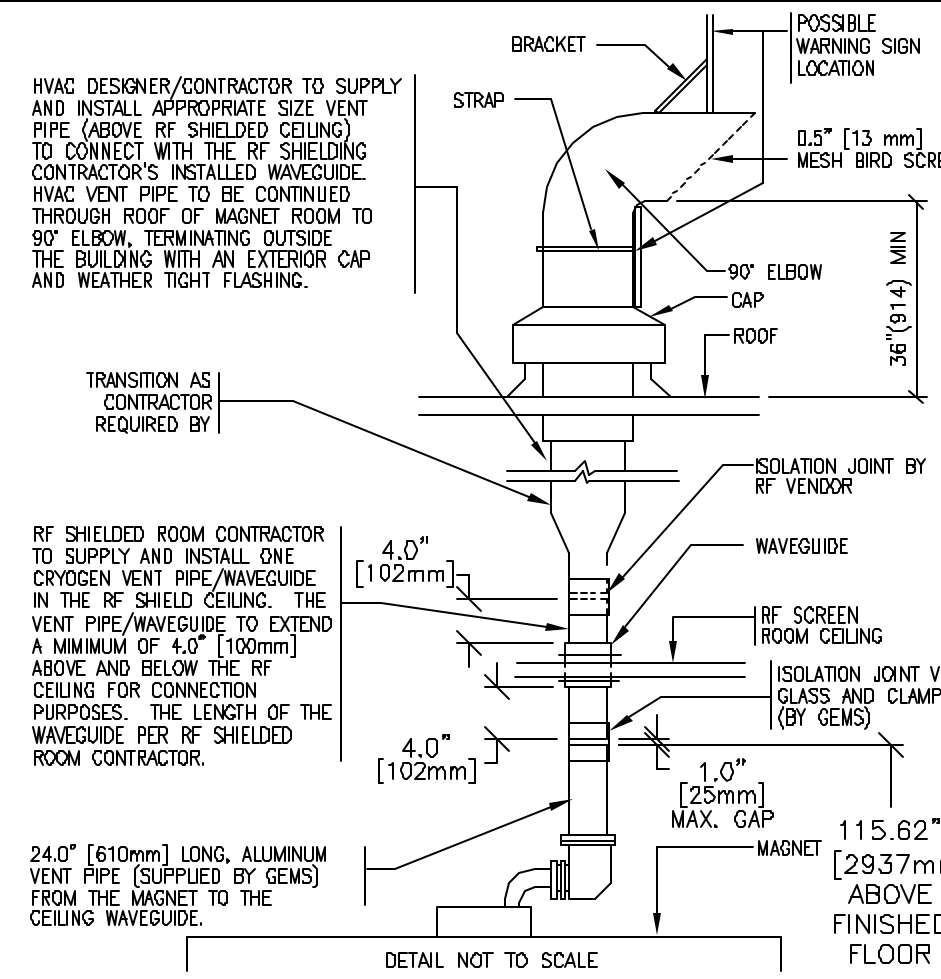 POSSIBLE
WARNING SIGN
LOCATION
BRACKET
STRAP
0.5" [13 mm]
MESH BIRD
HVAC DESIGNER/CONTRACTOR TO SUPPLY
AND INSTALL APPROPRIATE SIZE VENT
PIPE (ABOVE RF SHIELDED CEILING)
TO CONNECT WITH THE RF SHIELDING
CONTRACTOR'S INSTALLED WAVEGUIDE.
HVAC VENT PIPE TO BE CONTINUED
THROUGH ROOF OF MAGNET ROOM TO
90° ELBOW, TERMINATING OUTSIDE
THE BUILDING WITH AN EXTERIOR CAP
AND WEATHER TIGHT FLASHING.
90° ELBOW
CAP
ROOF
36"(914) MIN
TRANSITION AS
CONTRACTOR
REQUIRED BY
ISOLATION JOINT BY
RF VENDOR
WAVEGUIDE
RF SCREEN
ROOM CEILING
RF SHIELDED ROOM CONTRACTOR
TO SUPPLY AND INSTALL ONE
CRYOGEN VENT PIPE/WAVEGUIDE
IN THE RF SHIELD CEILING. THE
VENT PIPE/WAVEGUIDE TO EXTEND
A MIMIMUM OF 4.0" [100mm]
ABOVE AND BELOW THE RF
CEILING FOR CONNECTION
PURPOSES. THE LENGTH OF THE
WAVEGUIDE PER RF SHIELDED
ROOM CONTRACTOR.
4.0"
[102mm]
ISOLATION JOINT
GLASS AND CLAMP
(BY GEMS)
4.0"
[102mm]
1.0"
[25mm]
MAX. GAP
115.62"
[2937mm
ABOVE
FINISHED
FLOOR
MAGNET
24.0" [610mm] LONG, ALUMINUM
VENT PIPE (SUPPLIED BY GEMS)
FROM THE MAGNET TO THE
CEILING WAVEGUIDE.
DETAIL NOT TO SCALE